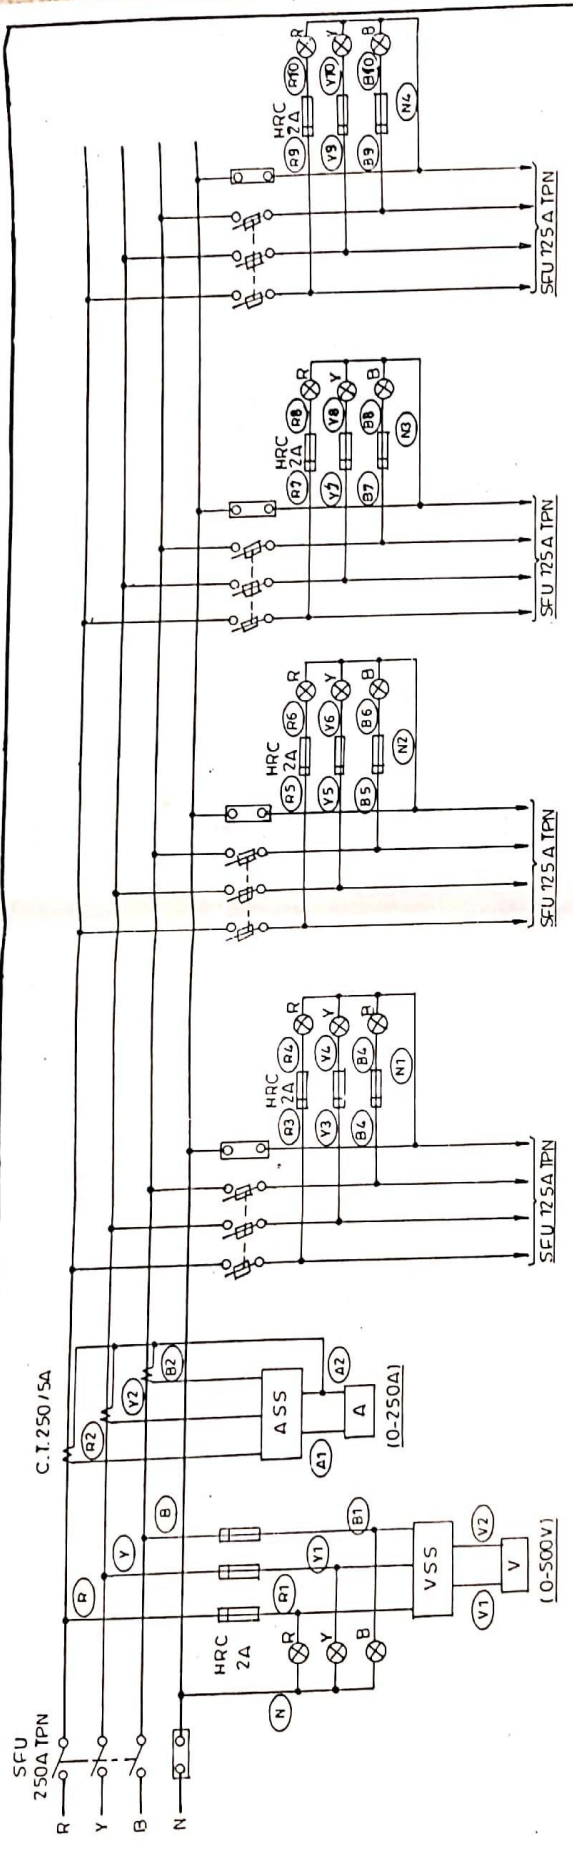 SFU
250A TPN
R
Y
B
N
C.T. 250/5A
R
Y
B
R2
Y2
B2
HRC
2A
N
R
Y
B
R1
Y1
B1
VSS
V1
V2
V
(0-500V)
ASS
A1
A2
A
(0-250A)
HRC
2A
R3
R4
R
Y3
Y4
Y
B4
B4
B
N1
SFU 125A TPN
HRC
2A
R5
R6
R
Y5
Y6
Y
B5
B6
B
N2
SFU 125A TPN
HRC
2A
R7
R8
R
Y7
Y8
Y
B7
B8
B
N3
SFU 125A TPN
HRC
2A
R9
R10
R
Y9
Y10
Y
B9
B10
B
N4
SFU 125A TPN